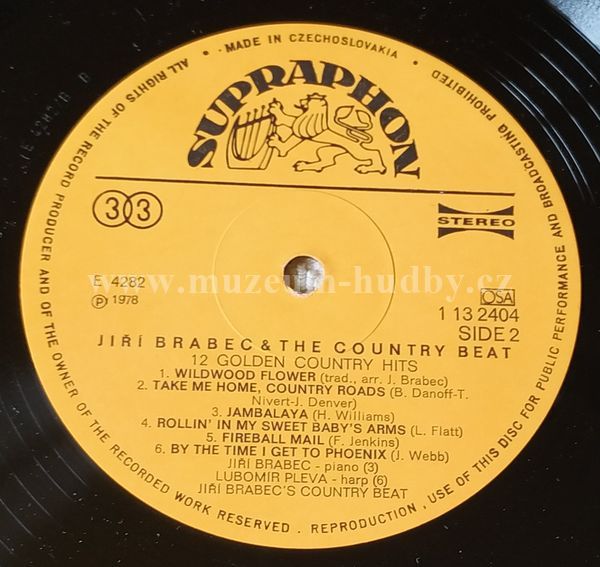 ALL RIGHTS OF THE RECORD PRODUCER AND OF THE OWNER OF THE RECORDED WORK RESERVED . REPRODUCTION, USE OF THIS DISC FOR PUBLIC PERFORMANCE AND BROADCASTING PROHIBITED
· MADE IN CZECHOSLOVAKIA ·
SUPRAPHON
33
STEREO
E 4282
℗ 1978
OSA
1 13 2404
SIDE 2
www.muzeum-hudby.cz
JIŘÍ BRABEC & THE COUNTRY BEAT
12 GOLDEN COUNTRY HITS
1. WILDWOOD FLOWER (trad., arr. J. Brabec)
2. TAKE ME HOME, COUNTRY ROADS (B. Danoff-T.
Nivert-J. Denver)
3. JAMBALAYA (H. Williams)
4. ROLLIN' IN MY SWEET BABY'S ARMS (L. Flatt)
5. FIREBALL MAIL (F. Jenkins)
6. BY THE TIME I GET TO PHOENIX (J. Webb)
JIŘÍ BRABEC - piano (3)
LUBOMÍR PLEVA - harp (6)
JIŘÍ BRABEC'S COUNTRY BEAT